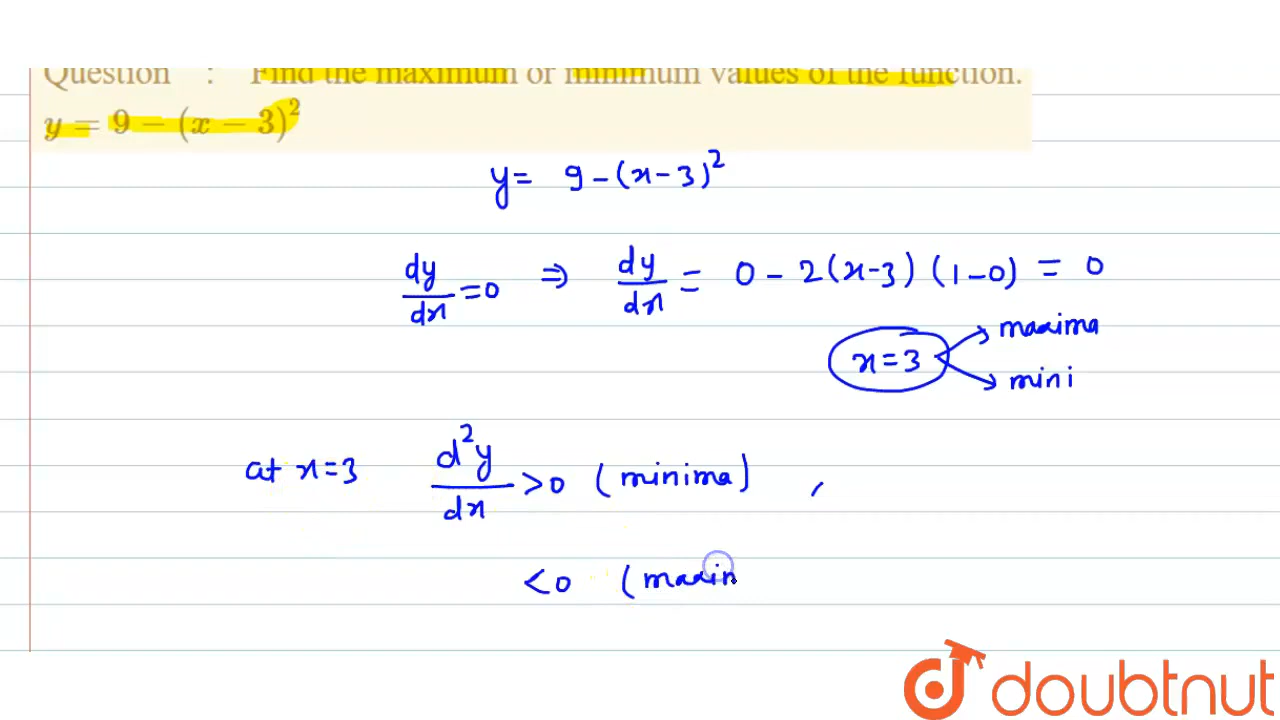 Question : Find the maximum or minimum values of the function.
y = 9 − (x − 3)²
y = 9 − (x − 3)²
dy/dx = 0 ⇒ dy/dx = 0 − 2(x − 3)(1 − 0) = 0
x = 3 → maxima
→ mini
at x = 3 d²y/dx > 0 (minima) ,
< 0 (maxin
doubtnut